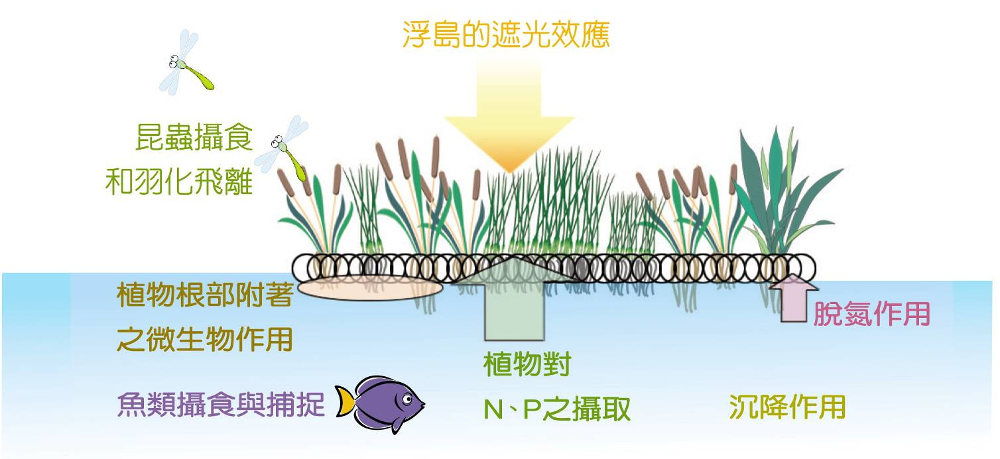 浮島的遮光效應
昆蟲攝食
和羽化飛離
植物根部附著
之微生物作用
脫氮作用
植物對
N、P之攝取
魚類攝食與捕捉
沉降作用